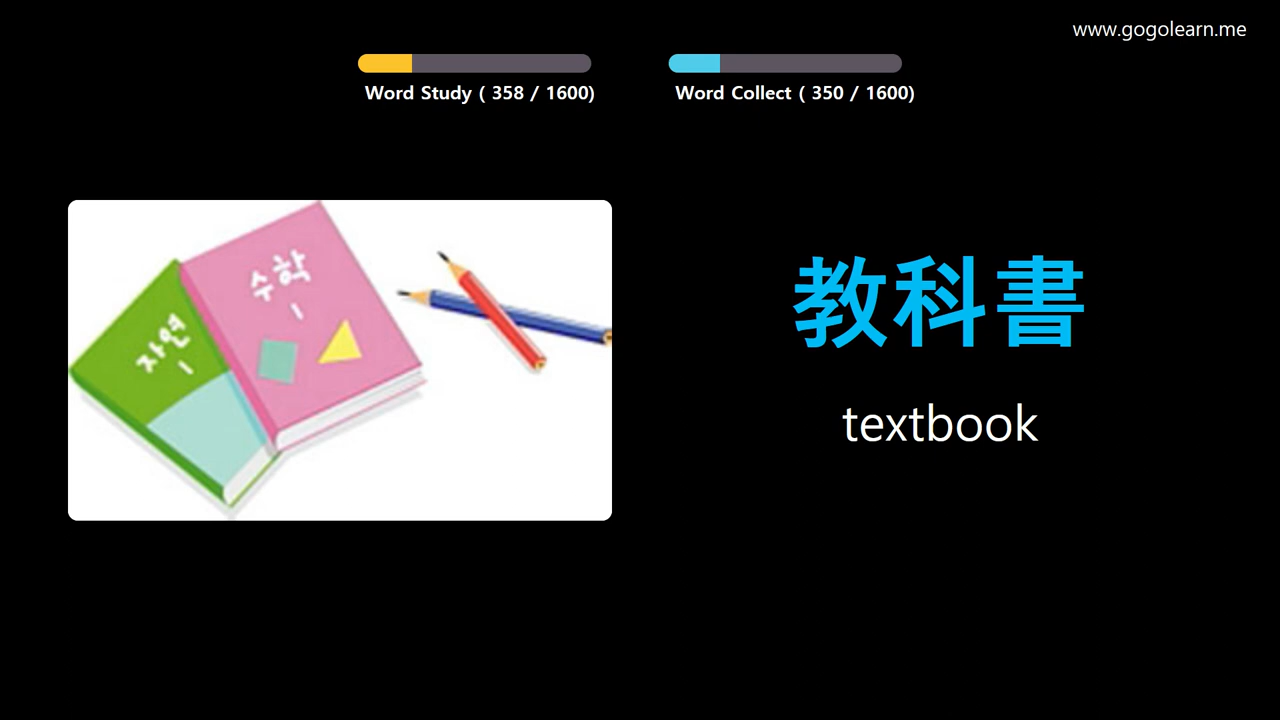 www.gogolearn.me
Word Study ( 358 / 1600)
Word Collect ( 350 / 1600)
수학
1
자연
1
教科書
textbook